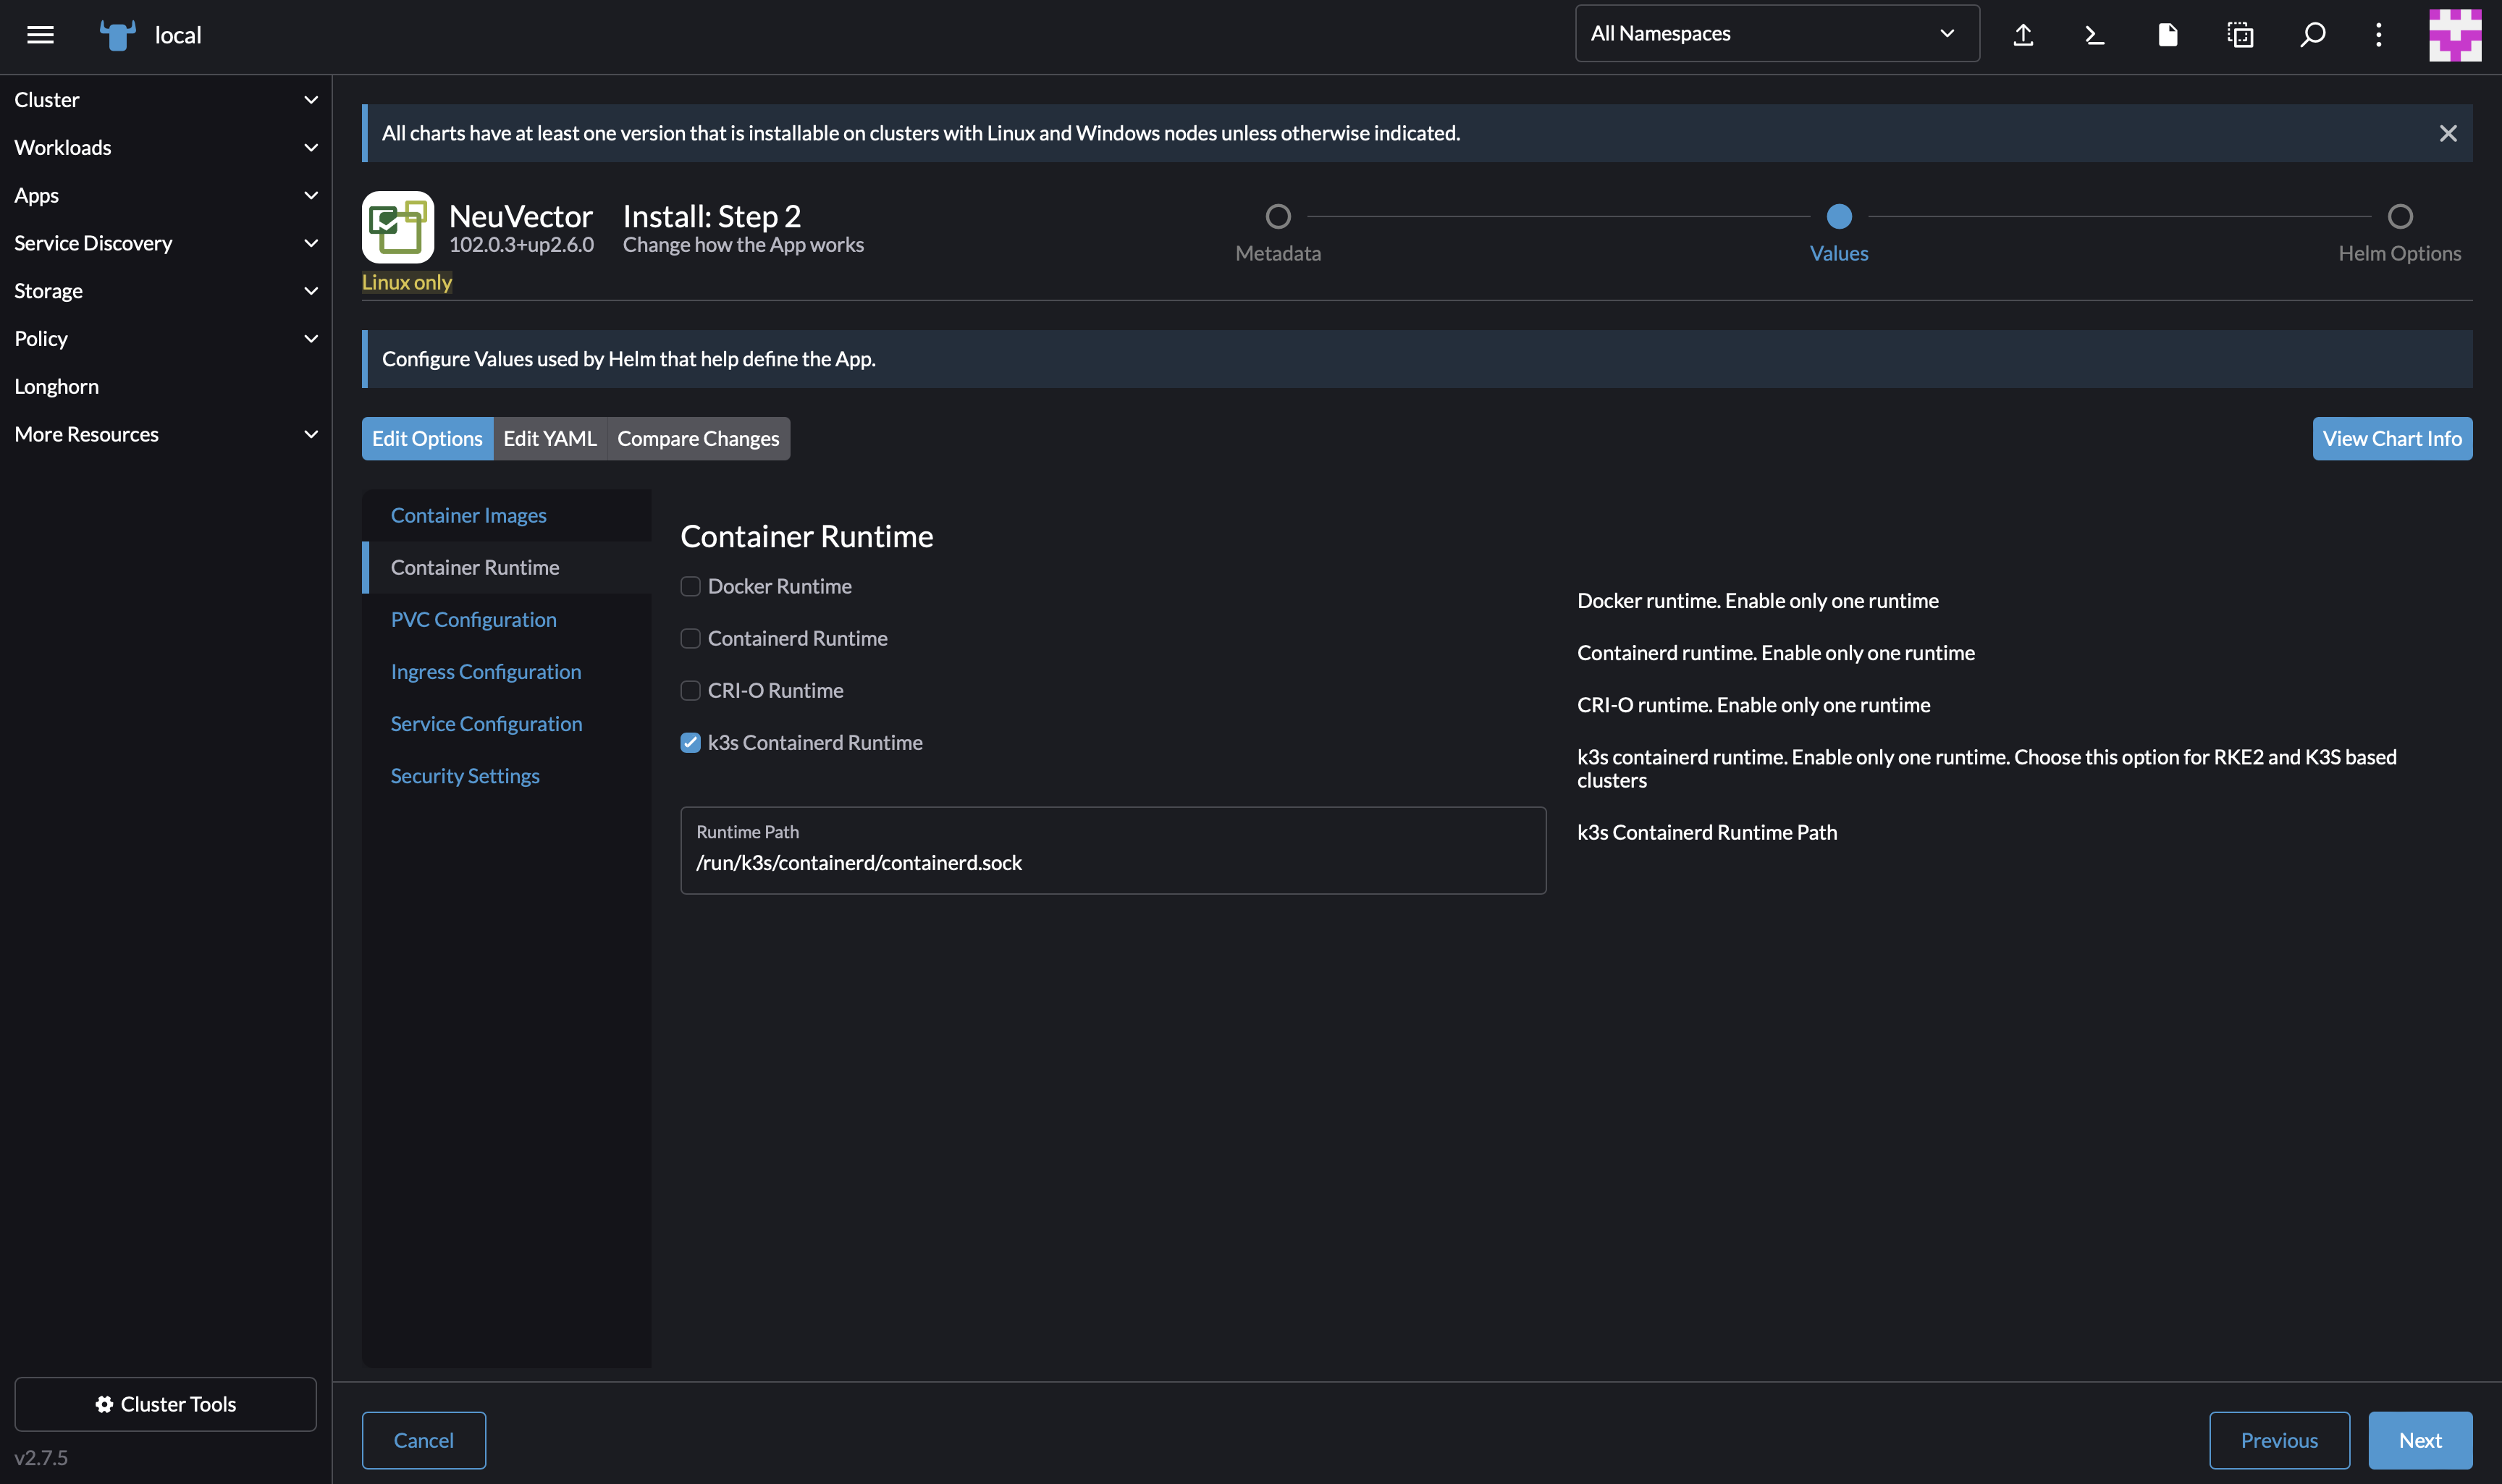 local
All Namespaces
Cluster
Workloads
Apps
Service Discovery
Storage
Policy
Longhorn
More Resources
All charts have at least one version that is installable on clusters with Linux and Windows nodes unless otherwise indicated.
NeuVector
102.0.3+up2.6.0
Linux only
Install: Step 2
Change how the App works
Metadata
Values
Helm Options
Configure Values used by Helm that help define the App.
Edit Options
Edit YAML
Compare Changes
View Chart Info
Container Images
Container Runtime
PVC Configuration
Ingress Configuration
Service Configuration
Security Settings
Container Runtime
Docker Runtime
Docker runtime. Enable only one runtime
Containerd Runtime
Containerd runtime. Enable only one runtime
CRI-O Runtime
CRI-O runtime. Enable only one runtime
k3s Containerd Runtime
k3s containerd runtime. Enable only one runtime. Choose this option for RKE2 and K3S based
clusters
Runtime Path
/run/k3s/containerd/containerd.sock
k3s Containerd Runtime Path
Cluster Tools
v2.7.5
Cancel
Previous
Next